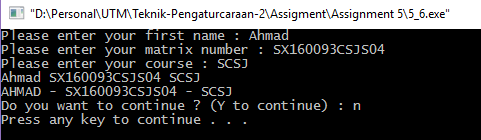 "D:\Personal\UTM\Teknik-Pengaturcaraan-2\Assigment\Assignment 5\5_6.exe"
Please enter your first name : Ahmad
Please enter your matrix number : SX160093CSJS04
Please enter your course : SCSJ
Ahmad SX160093CSJS04 SCSJ
AHMAD - SX160093CSJS04 - SCSJ
Do you want to continue ? (Y to continue) : n
Press any key to continue . . .